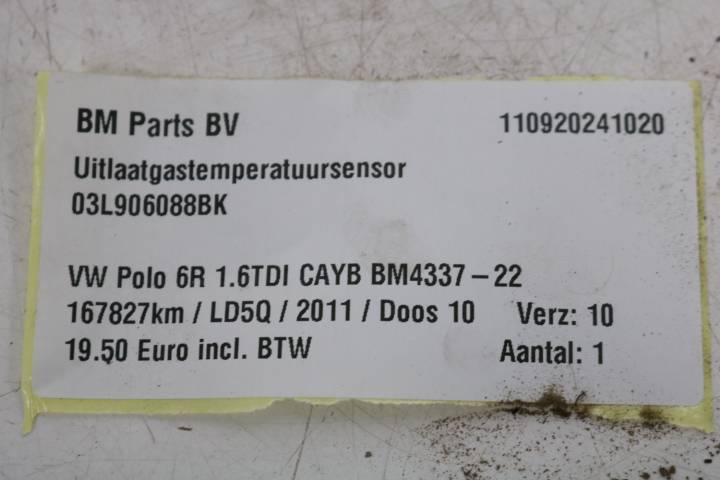 BM Parts BV 110920241020
Uitlaatgastemperatuursensor
03L906088BK
VW Polo 6R 1.6TDI CAYB BM4337-22
167827km / LD5Q / 2011 / Doos 10 Verz: 10
19.50 Euro incl. BTW Aantal: 1